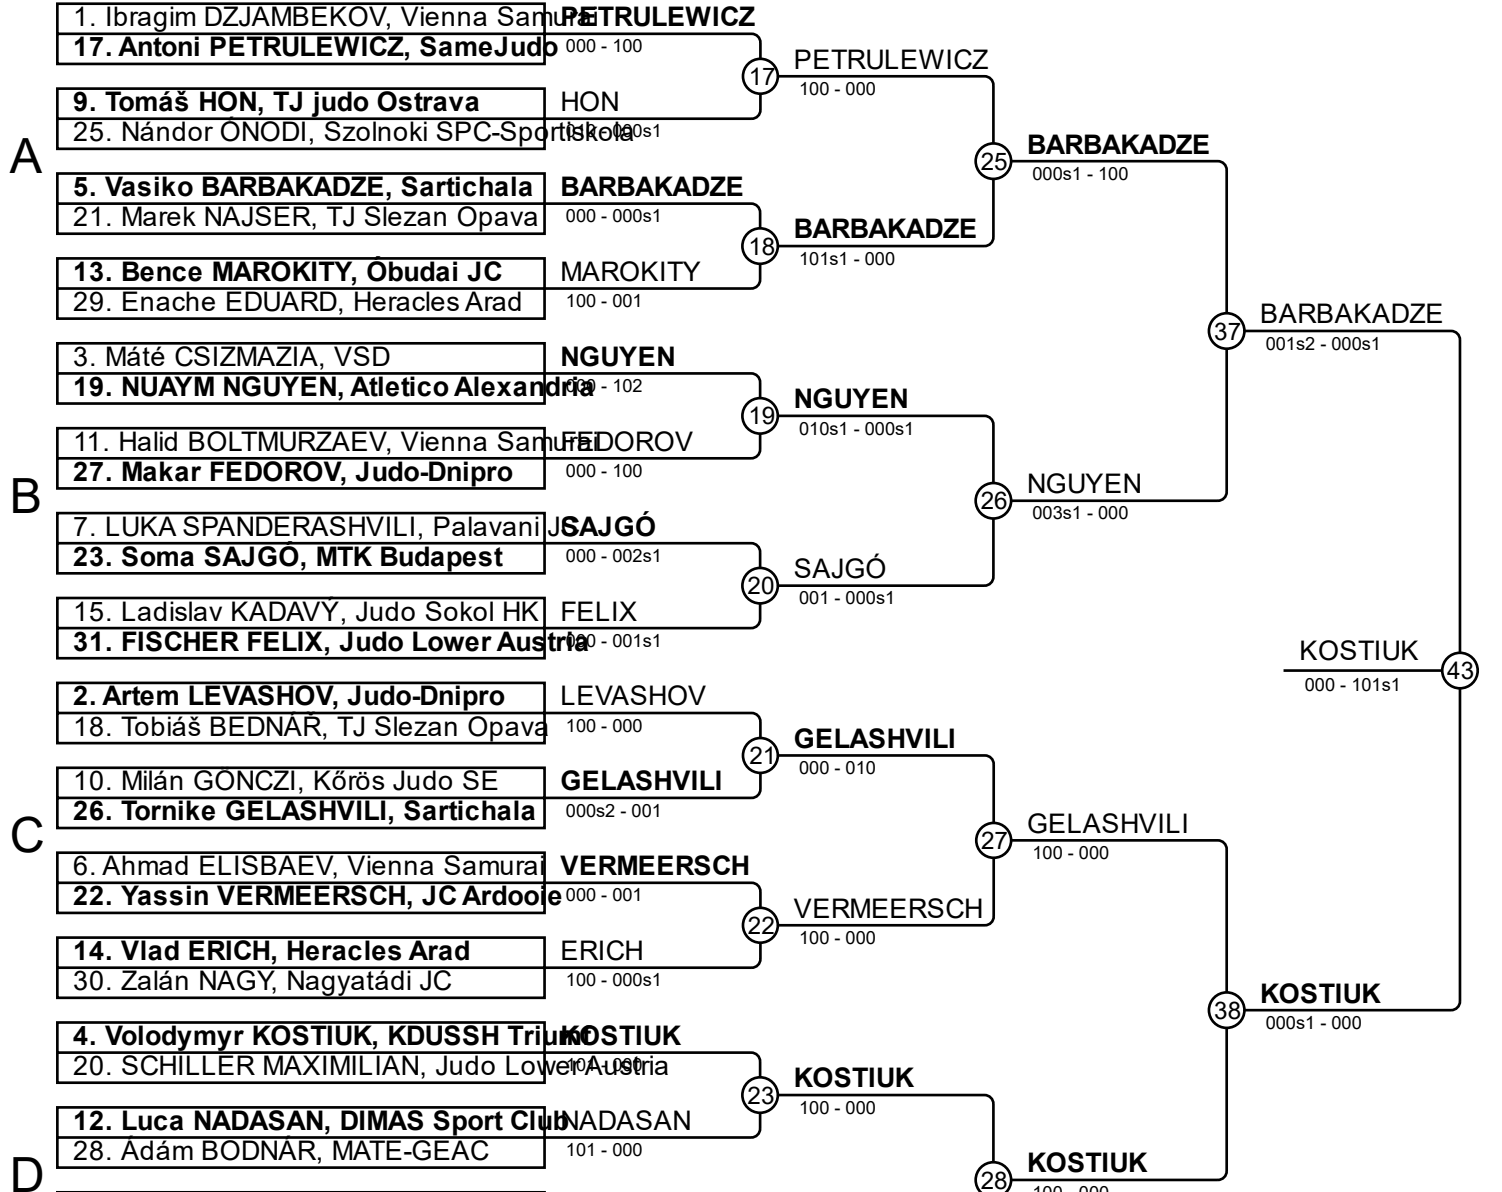 1. Ibragim DZJAMBEKOV, Vienna Samurai
17. Antoni PETRULEWICZ, SameJudo
PETRULEWICZ
000 - 100
17
PETRULEWICZ
100 - 000
9. Tomáš HON, TJ judo Ostrava
25. Nándor ÓNODI, Szolnoki SPC-Sportiskola
HON
A
25
BARBAKADZE
000s1 - 100
5. Vasiko BARBAKADZE, Sartichala
21. Marek NAJSER, TJ Slezan Opava
BARBAKADZE
000 - 000s1
18
BARBAKADZE
101s1 - 000
13. Bence MAROKITY, Óbudai JC
29. Enache EDUARD, Heracles Arad
MAROKITY
100 - 001
37
BARBAKADZE
001s2 - 000s1
3. Máté CSIZMAZIA, VSD
19. NUAYM NGUYEN, Atletico Alexandria
NGUYEN
000 - 102
19
NGUYEN
010s1 - 000s1
11. Halid BOLTMURZAEV, Vienna Samurai
27. Makar FEDOROV, Judo-Dnipro
FEDOROV
000 - 100
B
26
NGUYEN
003s1 - 000
7. LUKA SPANDERASHVILI, Palavani JC
23. Soma SAJGÓ, MTK Budapest
SAJGÓ
000 - 002s1
20
SAJGÓ
001 - 000s1
15. Ladislav KADAVÝ, Judo Sokol HK
31. FISCHER FELIX, Judo Lower Austria
FELIX
000 - 001s1
KOSTIUK
000 - 101s1
43
2. Artem LEVASHOV, Judo-Dnipro
18. Tobiáš BEDNÁŘ, TJ Slezan Opava
LEVASHOV
100 - 000
21
GELASHVILI
000 - 010
10. Milán GÖNCZI, Kőrös Judo SE
26. Tornike GELASHVILI, Sartichala
GELASHVILI
000s2 - 001
C
27
GELASHVILI
100 - 000
6. Ahmad ELISBAEV, Vienna Samurai
22. Yassin VERMEERSCH, JC Ardooie
VERMEERSCH
000 - 001
22
VERMEERSCH
100 - 000
14. Vlad ERICH, Heracles Arad
30. Zalán NAGY, Nagyatádi JC
ERICH
100 - 000s1
38
KOSTIUK
000s1 - 000
4. Volodymyr KOSTIUK, KDUSSH Triumf
20. SCHILLER MAXIMILIAN, Judo Lower Austria
KOSTIUK
101 - 000
23
KOSTIUK
100 - 000
12. Luca NADASAN, DIMAS Sport Club
28. Ádám BODNÁR, MATE-GEAC
NADASAN
101 - 000
D
28
KOSTIUK
100 - 000